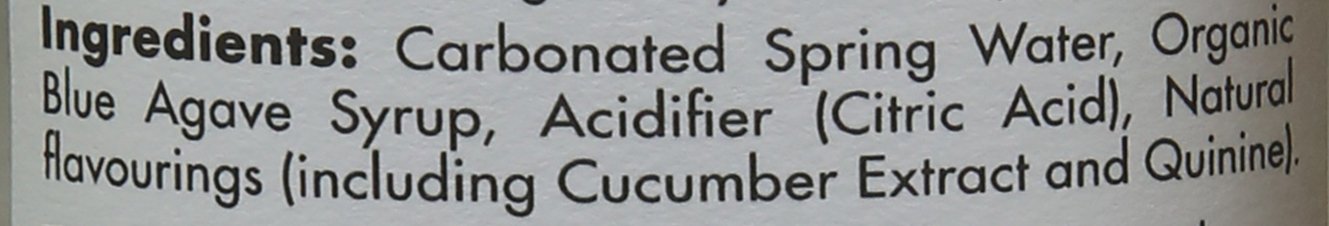 Ingredients: Carbonated Spring Water, Organic
Blue Agave Syrup, Acidifier (Citric Acid), Natural
flavourings (including Cucumber Extract and Quinine).